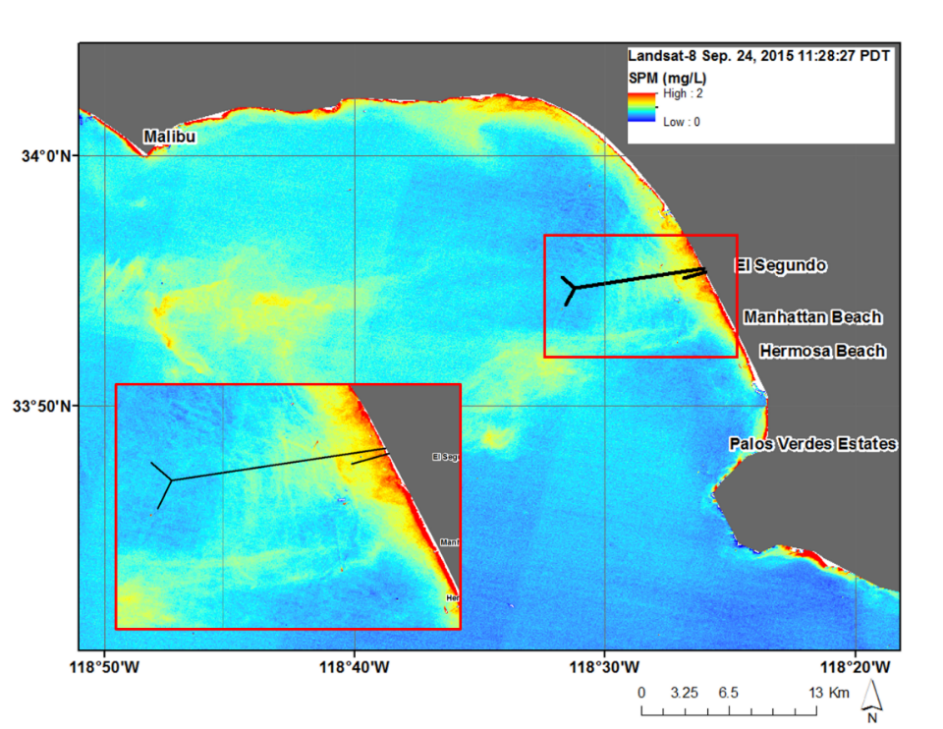 Landsat-8 Sep. 24, 2015 11:28:27 PDT
SPM (mg/L)
High : 2
Low : 0
Malibu
34°0'N
El Segundo
Manhattan Beach
Hermosa Beach
33°50'N
Palos Verdes Estates
El Seg
Manh
Her
118°50'W 118°40'W 118°30'W 118°20'W
0 3.25 6.5 13 Km
N